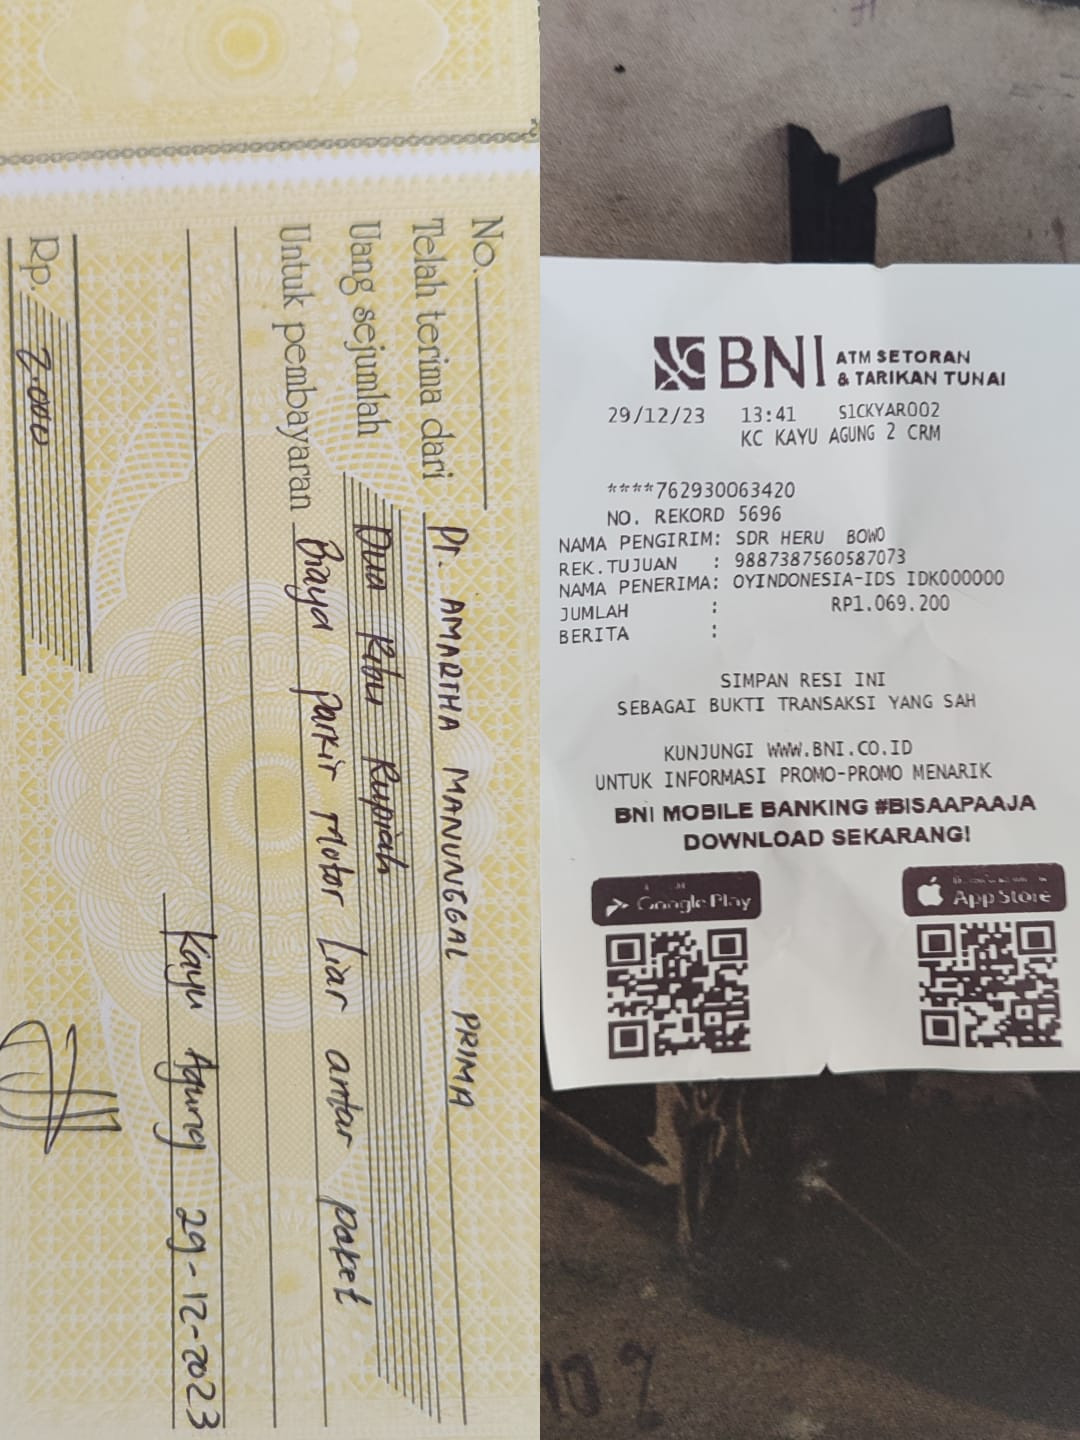 No.
Telah terima dari Pr. AMARTHA MANUNGGAL PRIMA
Uang sejumlah Dua Ribu Rupiah
Untuk pembayaran Biaya parkir Motor Liar antar paket
Kayu Agung 29-12-2023
Rp. 2.000
BNI ATM SETORAN
& TARIKAN TUNAI
29/12/23 13:41 S1CKYAR002
KC KAYU AGUNG 2 CRM
****762930063420
NO. REKORD 5696
NAMA PENGIRIM: SDR HERU BOWO
REK.TUJUAN : 9887387560587073
NAMA PENERIMA: OYINDONESIA-IDS IDK000000
JUMLAH : RP1.069.200
BERITA :
SIMPAN RESI INI
SEBAGAI BUKTI TRANSAKSI YANG SAH
KUNJUNGI WWW.BNI.CO.ID
UNTUK INFORMASI PROMO-PROMO MENARIK
BNI MOBILE BANKING #BISAAPAAJA
DOWNLOAD SEKARANG!
Google Play
App Store